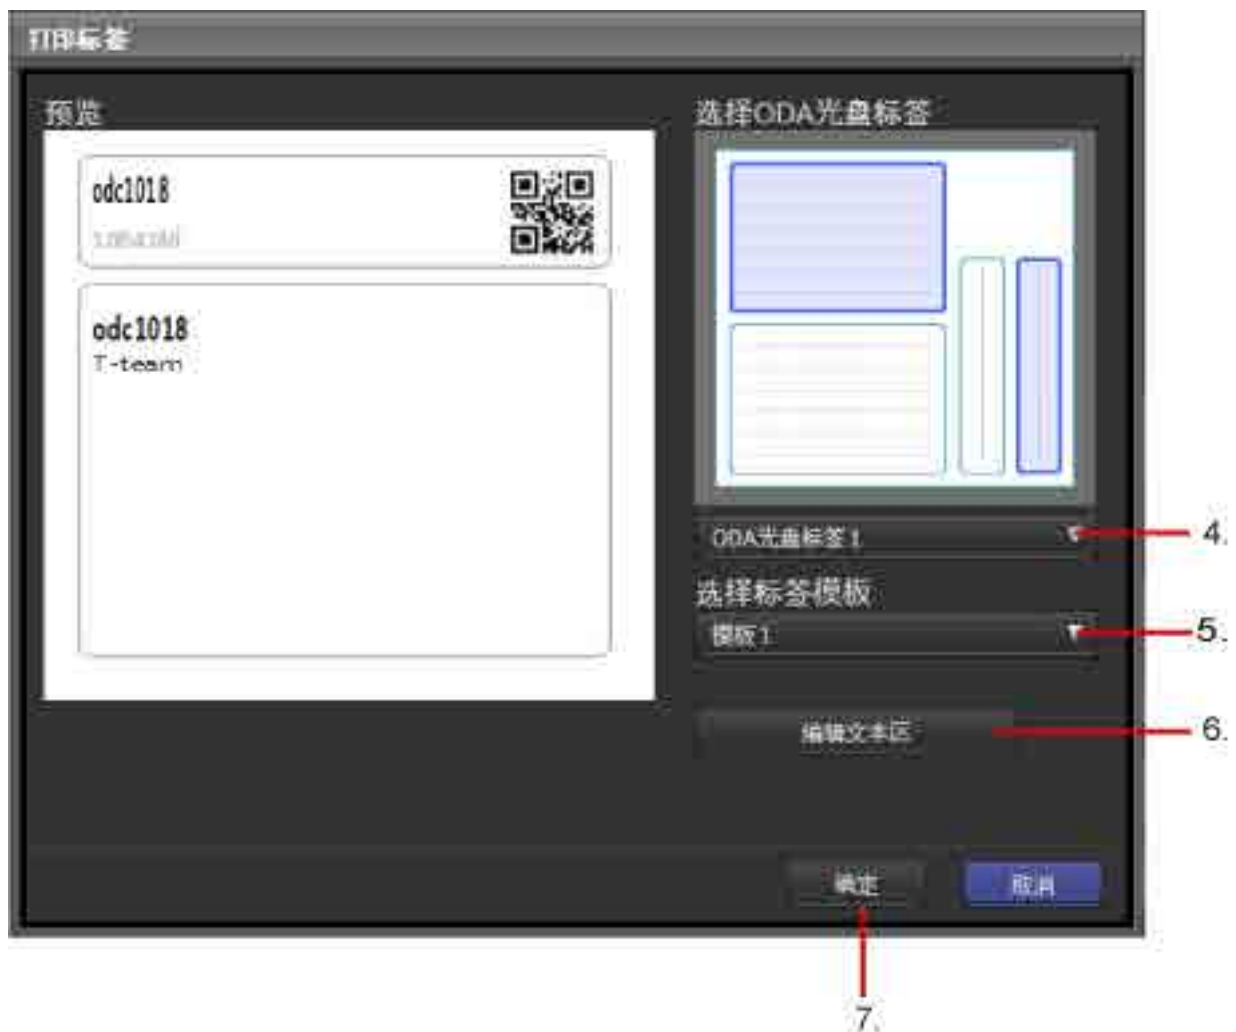 打印标签
预览
odc1018
odc1018
T-team
选择ODA光盘标签
ODA光盘标签1
4.
选择标签模板
模板1
5.
编辑文本区
6.
确定
取消
7.